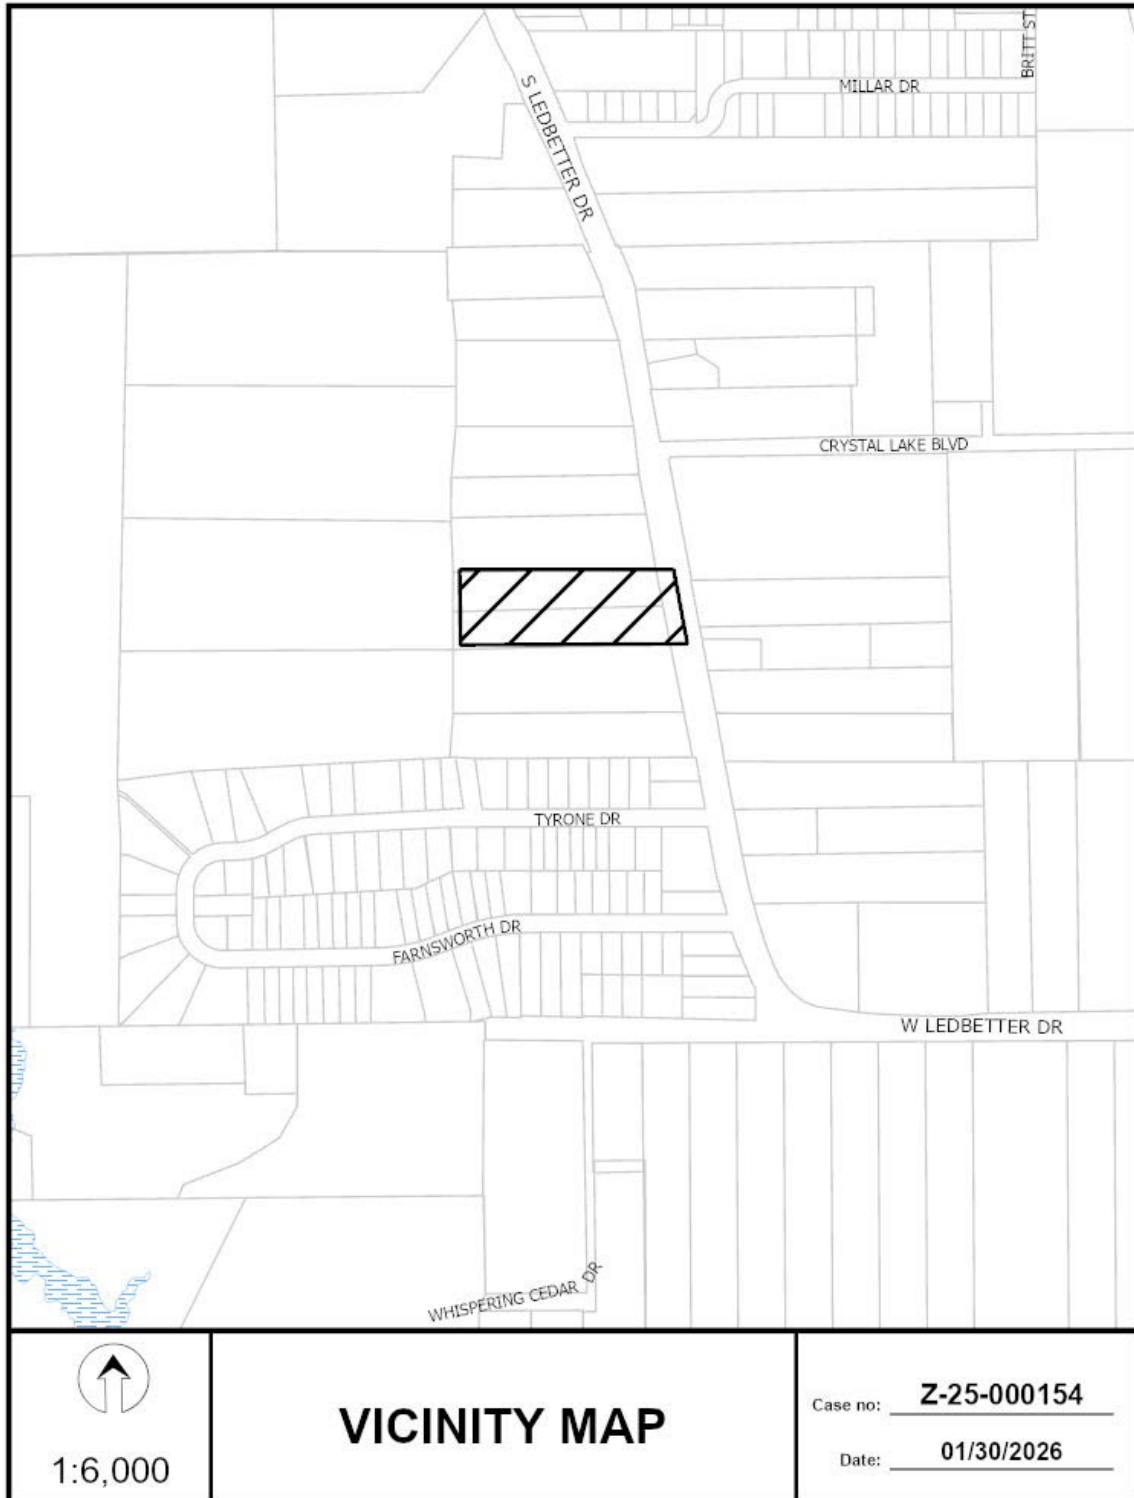 BRITT ST
MILLAR DR
S LEDBETTER DR
CRYSTAL LAKE BLVD
TYRONE DR
FARNSWORTH DR
W LEDBETTER DR
WHISPERING CEDAR DR
1:6,000
VICINITY MAP
Case no: Z-25-000154
Date: 01/30/2026